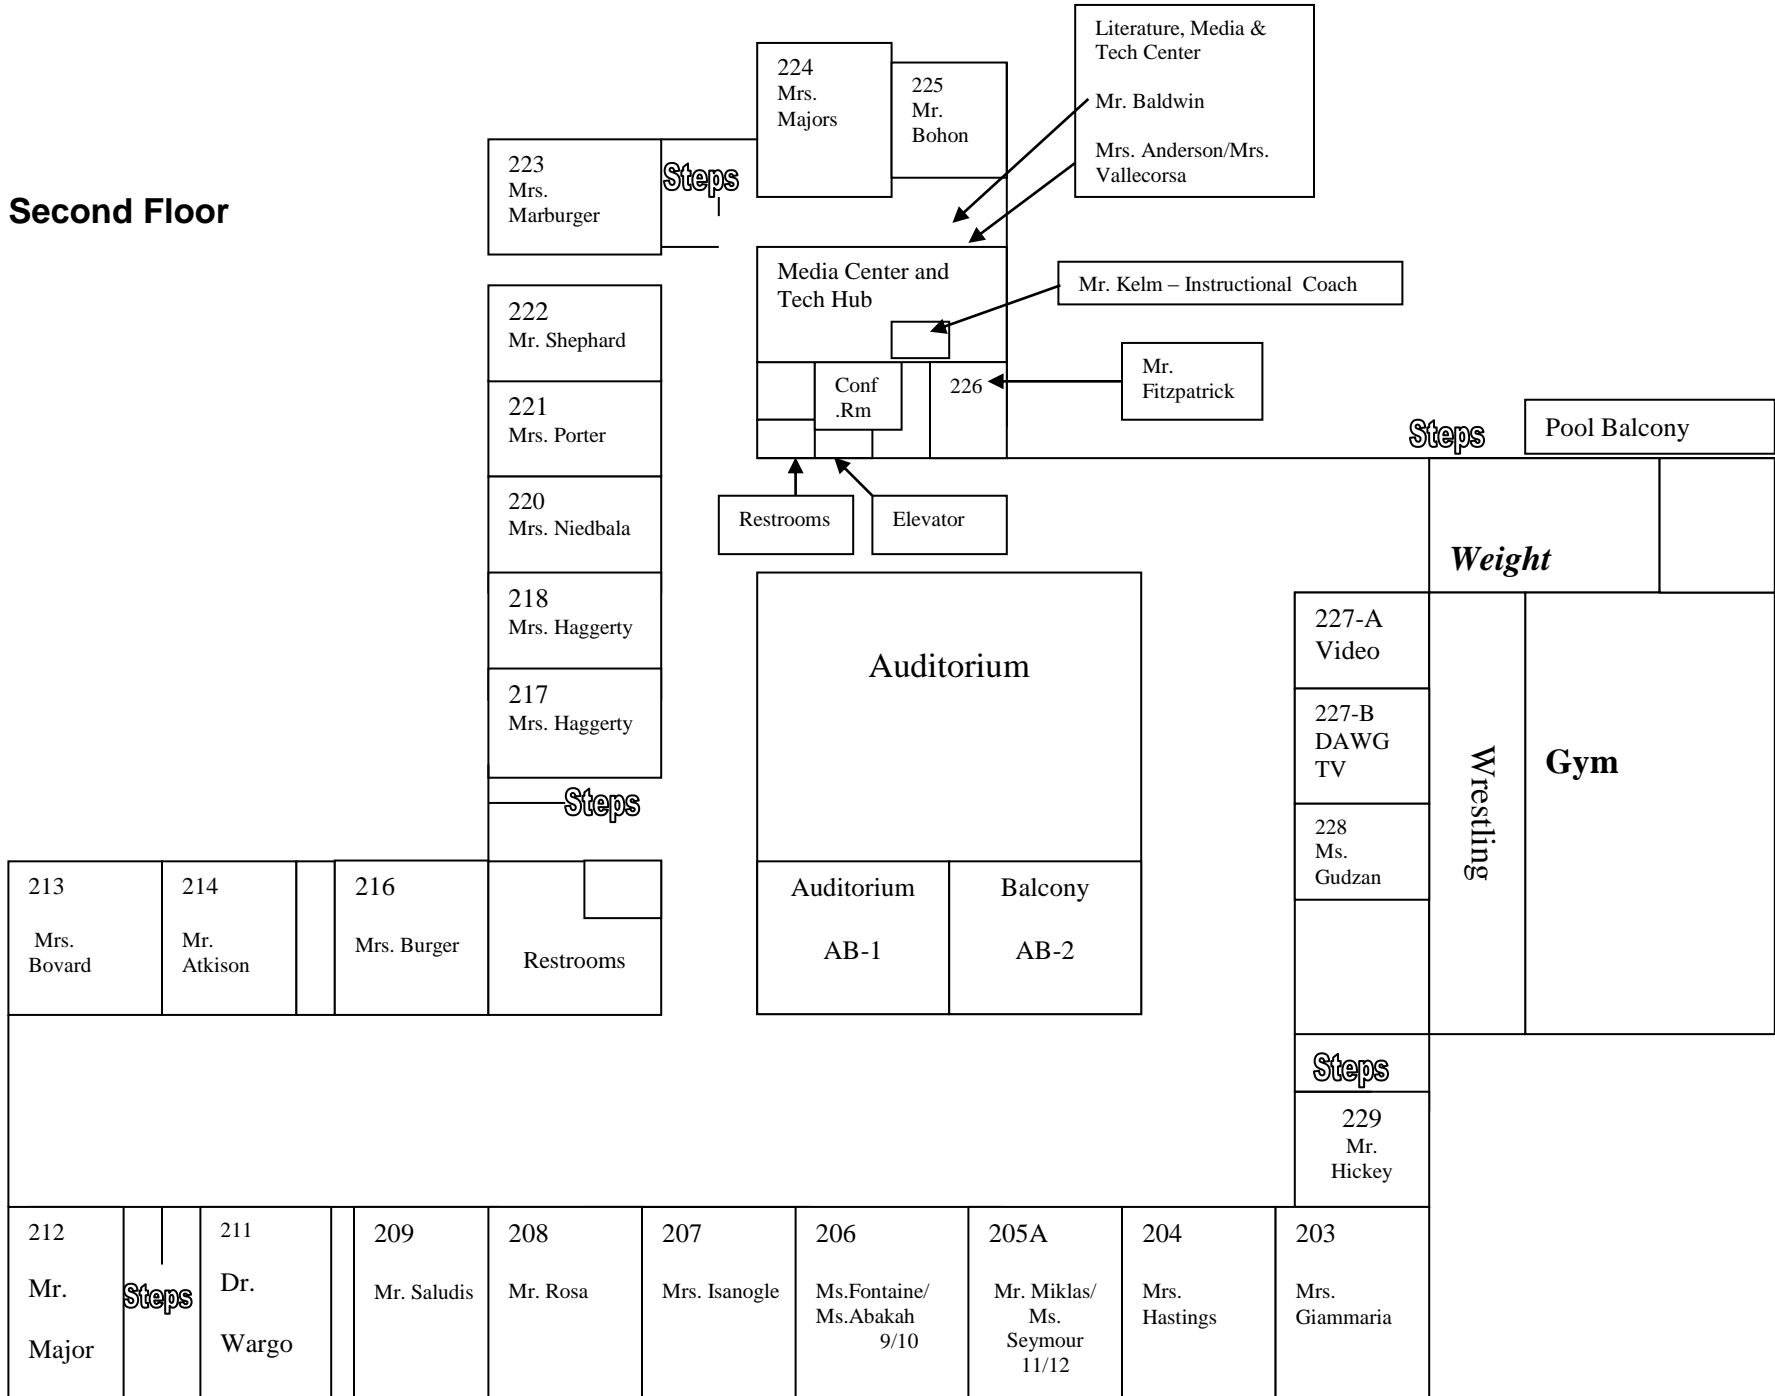 Second Floor
224
Mrs.
Majors
225
Mr.
Bohon
Literature, Media &
Tech Center
Mr. Baldwin
Mrs. Anderson/Mrs.
Vallecorsa
223
Mrs.
Marburger
Steps
Media Center and
Tech Hub
Mr. Kelm – Instructional  Coach
222
Mr. Shephard
Conf
.Rm
226
Mr.
Fitzpatrick
221
Mrs. Porter
Steps
Pool Balcony
220
Mrs. Niedbala
Restrooms
Elevator
Weight
218
Mrs. Haggerty
Auditorium
227-A
Video
217
Mrs. Haggerty
227-B
DAWG
TV
Wrestling
Gym
Steps
228
Ms.
Gudzan
213
Mrs.
Bovard
214
Mr.
Atkison
216
Mrs. Burger
Restrooms
Auditorium
AB-1
Balcony
AB-2
Steps
229
Mr.
Hickey
212
Mr.
Major
Steps
211
Dr.
Wargo
209
Mr. Saludis
208
Mr. Rosa
207
Mrs. Isanogle
206
Ms.Fontaine/
Ms.Abakah
9/10
205A
Mr. Miklas/
Ms.
Seymour
11/12
204
Mrs.
Hastings
203
Mrs.
Giammaria